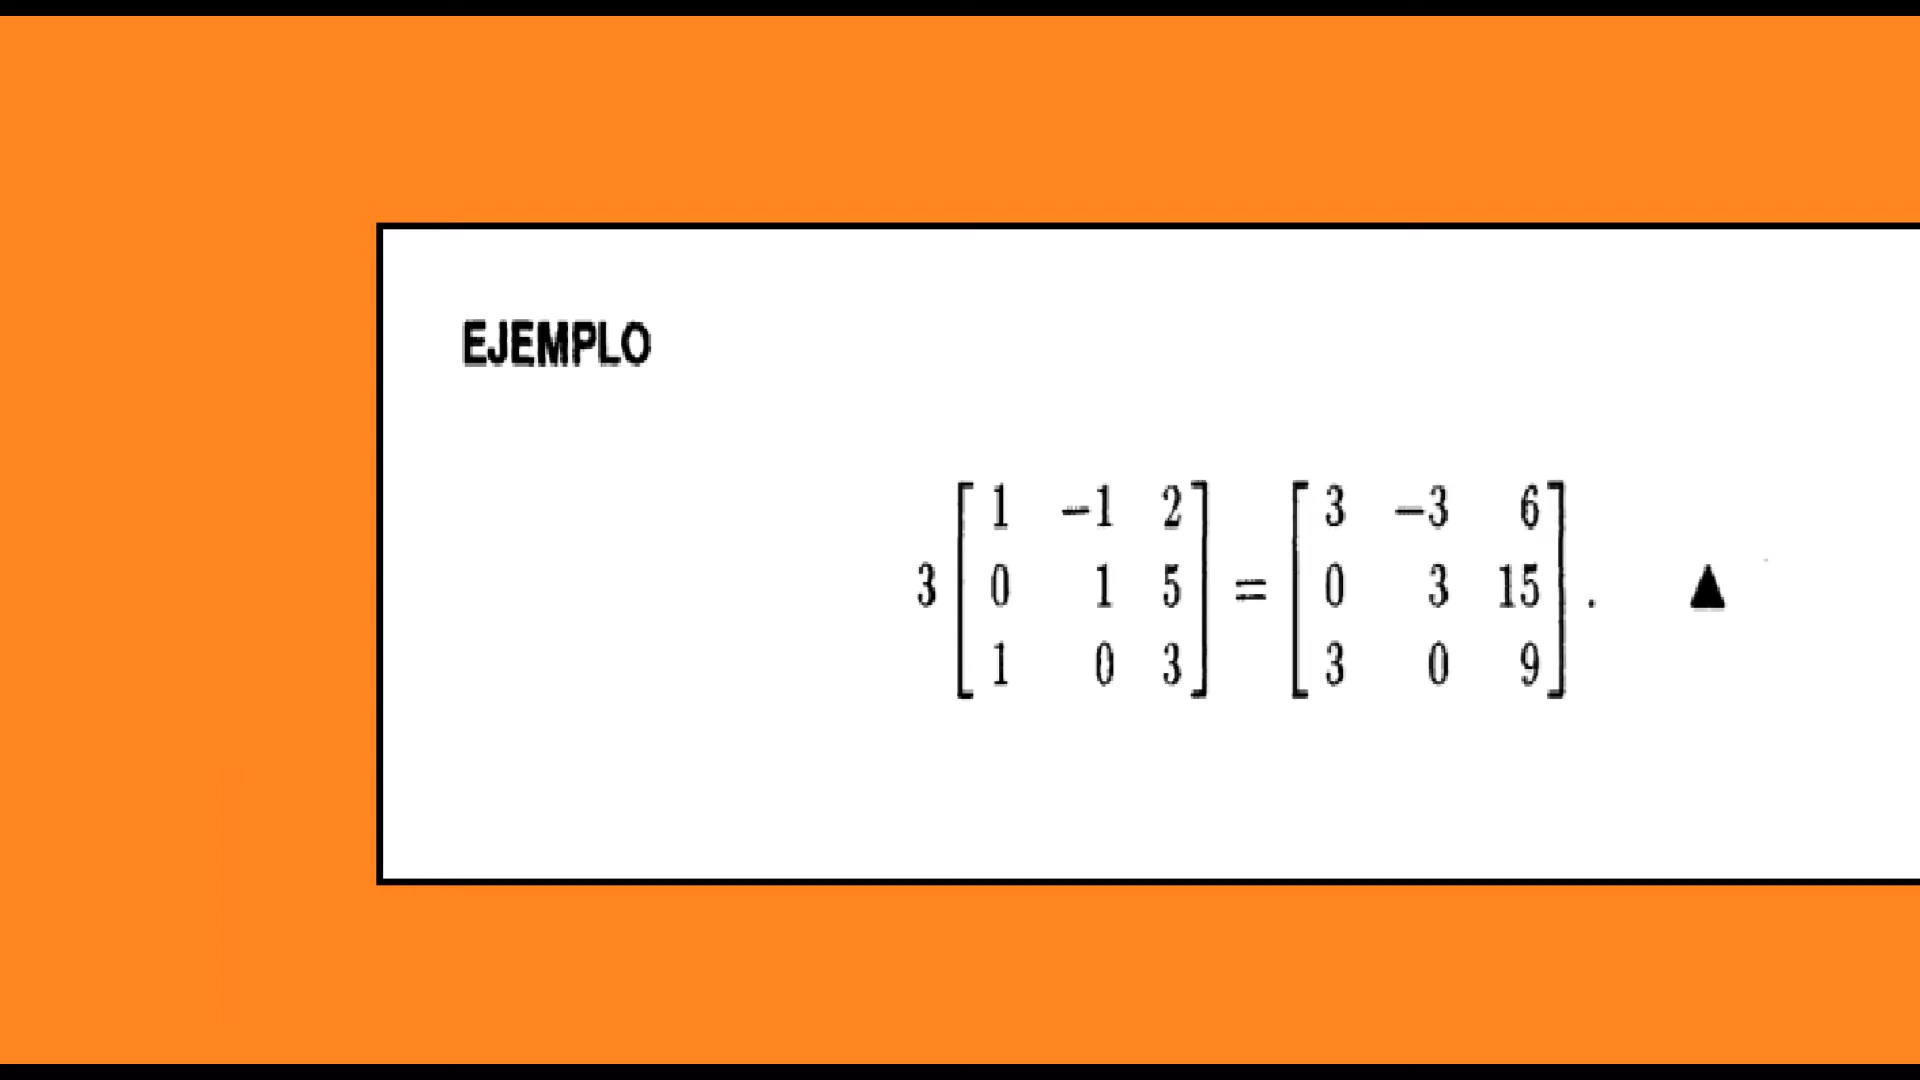 EJEMPLO
3 [ 1 −1 2 ] = [ 3 −3 6 ]
[ 0 1 5 ] [ 0 3 15 ] . ▲
[ 1 0 3 ] [ 3 0 9 ]